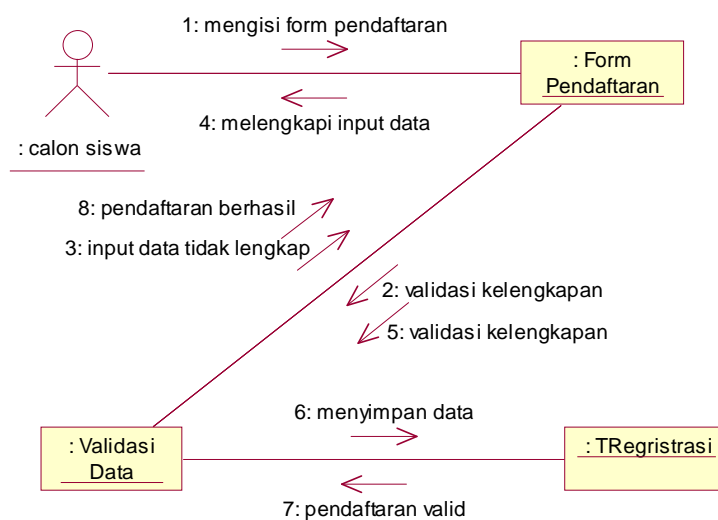 1: mengisi form pendaftaran
: Form
Pendaftaran
4: melengkapi input data
: calon siswa
8: pendaftaran berhasil
3: input data tidak lengkap
2: validasi kelengkapan
5: validasi kelengkapan
6: menyimpan data
: Validasi
Data
: TRegristrasi
7: pendaftaran valid